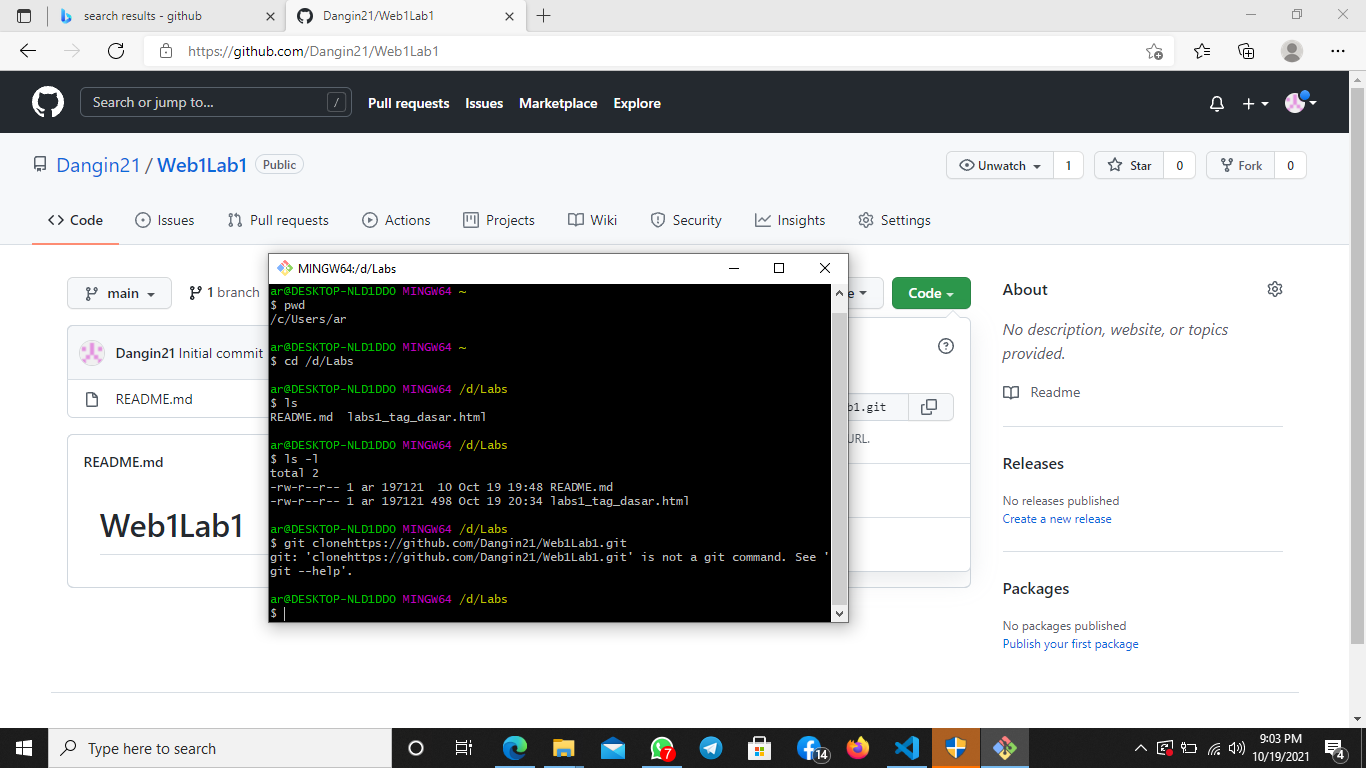 search results - github
Dangin21/Web1Lab1
https://github.com/Dangin21/Web1Lab1
Search or jump to...
/
Pull requests Issues Marketplace Explore
Dangin21 / Web1Lab1 Public
Unwatch 1 Star 0 Fork 0
Code Issues Pull requests Actions Projects Wiki Security Insights Settings
main 1 branch
e Code
Dangin21 Initial commit
README.md
b1.git
URL.
README.md
Web1Lab1
MINGW64:/d/Labs
ar@DESKTOP-NLD1DDO MINGW64 ~
$ pwd
/c/Users/ar
ar@DESKTOP-NLD1DDO MINGW64 ~
$ cd /d/Labs
ar@DESKTOP-NLD1DDO MINGW64 /d/Labs
$ ls
README.md  labs1_tag_dasar.html
ar@DESKTOP-NLD1DDO MINGW64 /d/Labs
$ ls -l
total 2
-rw-r--r-- 1 ar 197121  10 Oct 19 19:48 README.md
-rw-r--r-- 1 ar 197121 498 Oct 19 20:34 labs1_tag_dasar.html
ar@DESKTOP-NLD1DDO MINGW64 /d/Labs
$ git clonehttps://github.com/Dangin21/Web1Lab1.git
git: 'clonehttps://github.com/Dangin21/Web1Lab1.git' is not a git command. See '
git --help'.
ar@DESKTOP-NLD1DDO MINGW64 /d/Labs
$
About
No description, website, or topics
provided.
Readme
Releases
No releases published
Create a new release
Packages
No packages published
Publish your first package
Type here to search
7
14
9:03 PM
10/19/2021
4